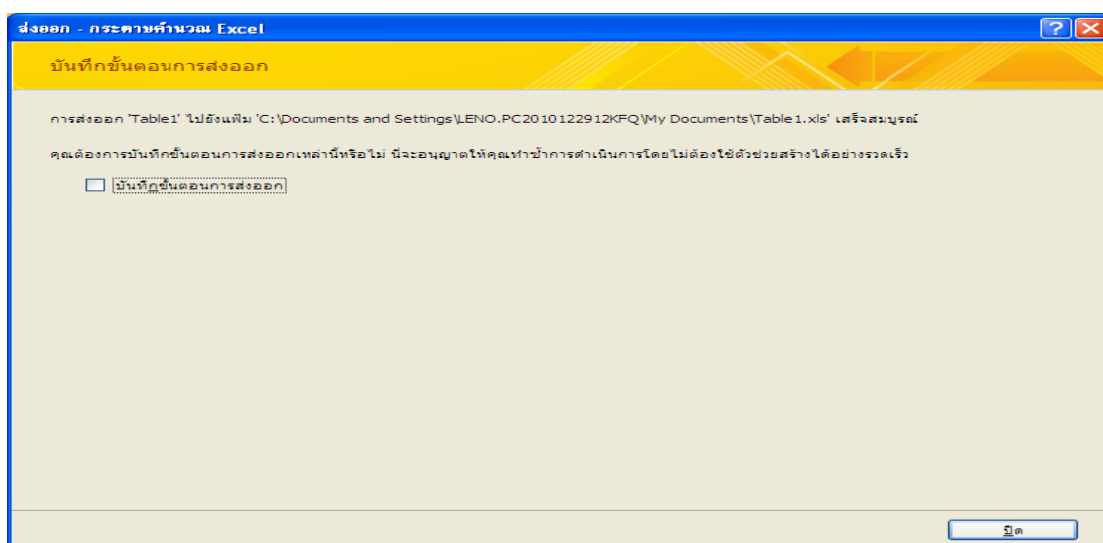 ส่งออก - กระดาษคำนวณ Excel
บันทึกขั้นตอนการส่งออก
การส่งออก 'Table1' ไปยังแฟ้ม 'C:\Documents and Settings\LENO.PC2010122912KFQ\My Documents\Table1.xls' เสร็จสมบูรณ์
คุณต้องการบันทึกขั้นตอนการส่งออกเหล่านี้หรือไม่ นี่จะอนุญาตให้คุณทำซ้ำการดำเนินการโดยไม่ต้องใช้ตัวช่วยสร้างได้อย่างรวดเร็ว
บันทึกขั้นตอนการส่งออก
ปิด